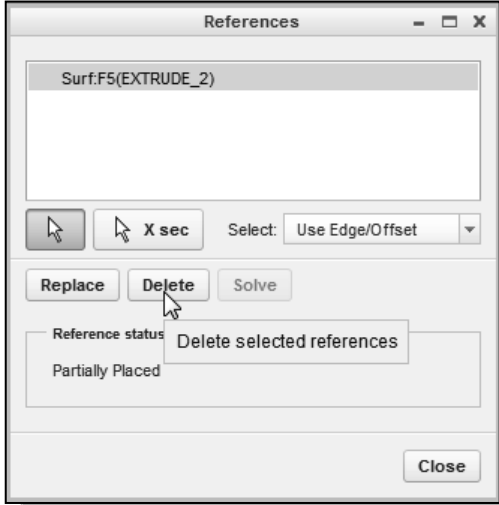 References
Surf:F5(EXTRUDE_2)
X sec Select: Use Edge/Offset
Replace Delete Solve
Reference status
Delete selected references
Partially Placed
Close